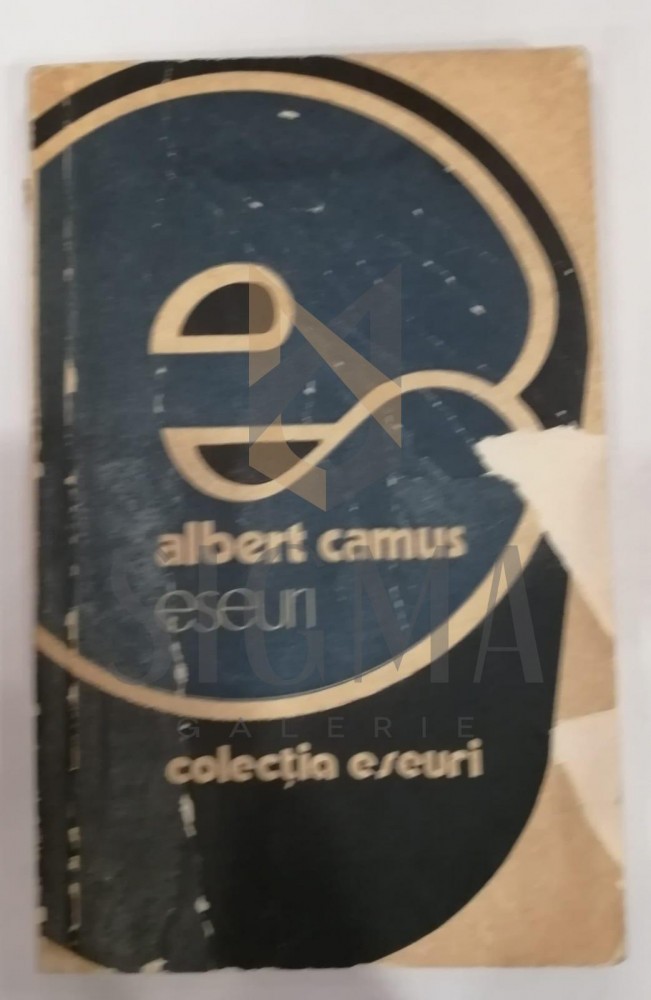 albert camus
eseuri
SIGMA
GALERIE
colecția eseuri